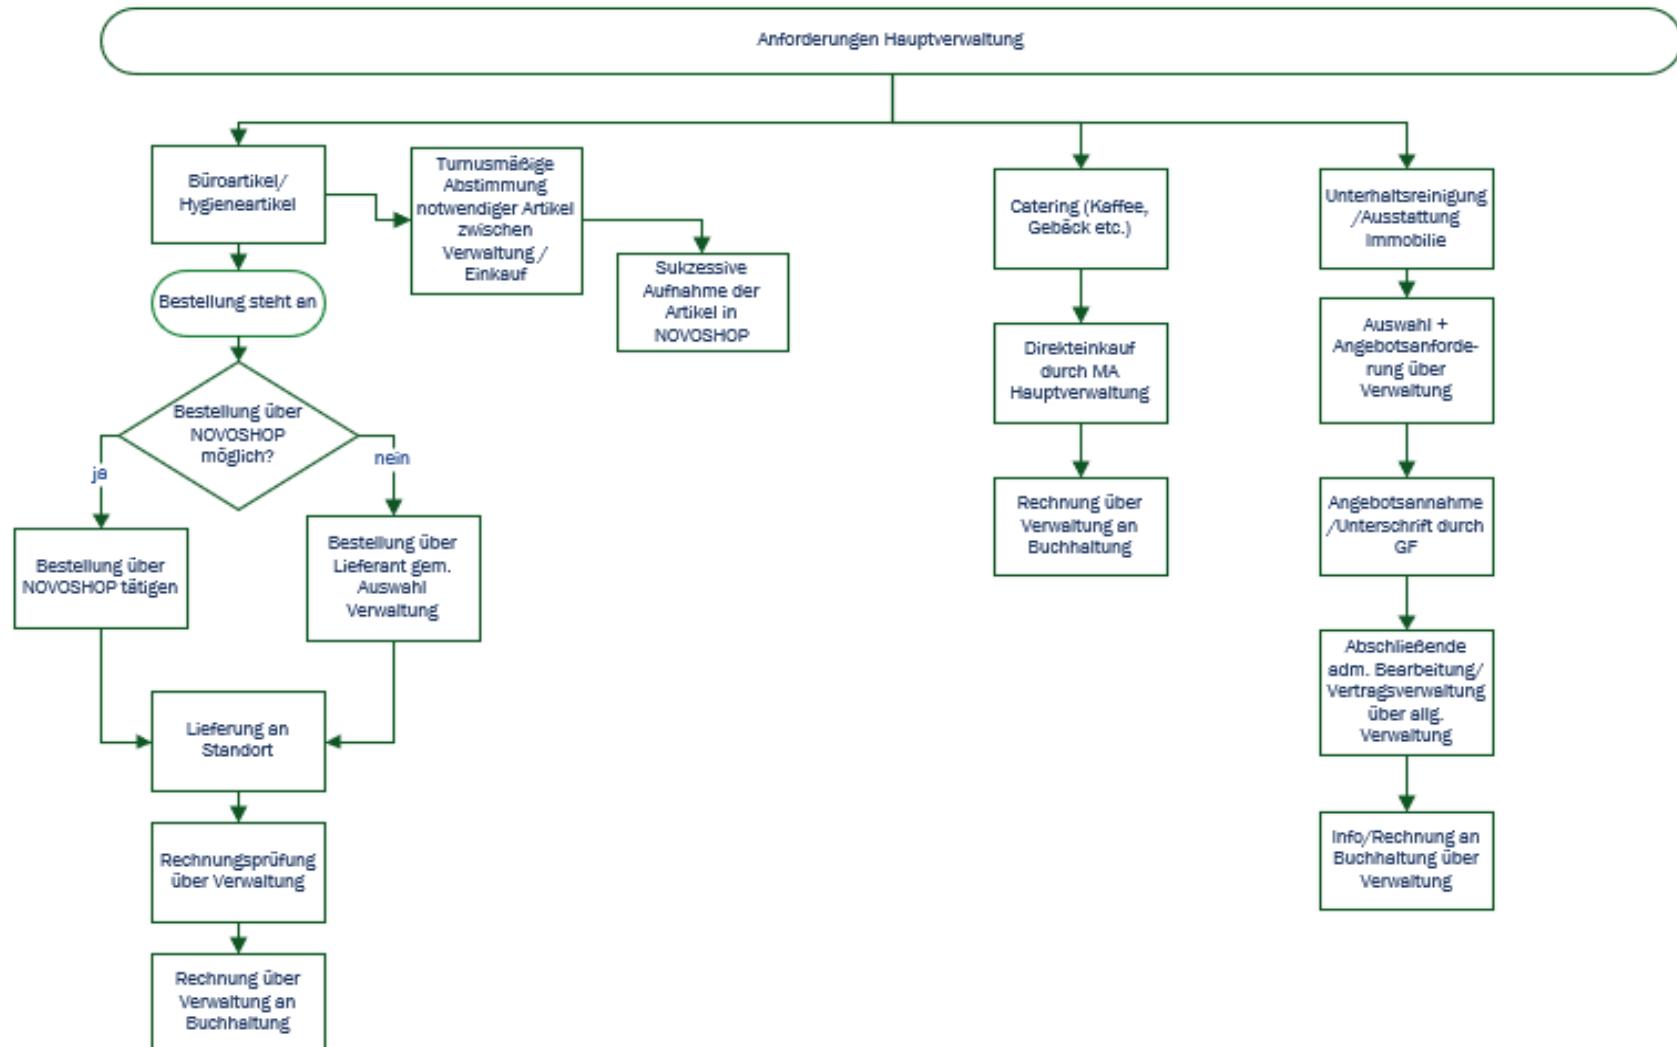 Anforderungen Hauptverwaltung
Büroartikel/
Hygieneartikel
Turnusmäßige
Abstimmung
notwendiger Artikel
zwischen
Verwaltung /
Einkauf
Sukzessive
Aufnahme der
Artikel in
NOVOSHOP
Bestellung steht an
Bestellung über
NOVOSHOP
möglich?
ja
nein
Bestellung über
NOVOSHOP tätigen
Bestellung über
Lieferant gem.
Auswahl
Verwaltung
Lieferung an
Standort
Rechnungsprüfung
über Verwaltung
Rechnung über
Verwaltung an
Buchhaltung
Catering (Kaffee,
Gebäck etc.)
Direkteinkauf
durch MA
Hauptverwaltung
Rechnung über
Verwaltung an
Buchhaltung
Unterhaltsreinigung
/Ausstattung
Immobilie
Auswahl +
Angebotsanforde-
rung über
Verwaltung
Angebotsannahme
/Unterschrift durch
GF
Abschließende
adm. Bearbeitung/
Vertragsverwaltung
über allg.
Verwaltung
Info/Rechnung an
Buchhaltung über
Verwaltung